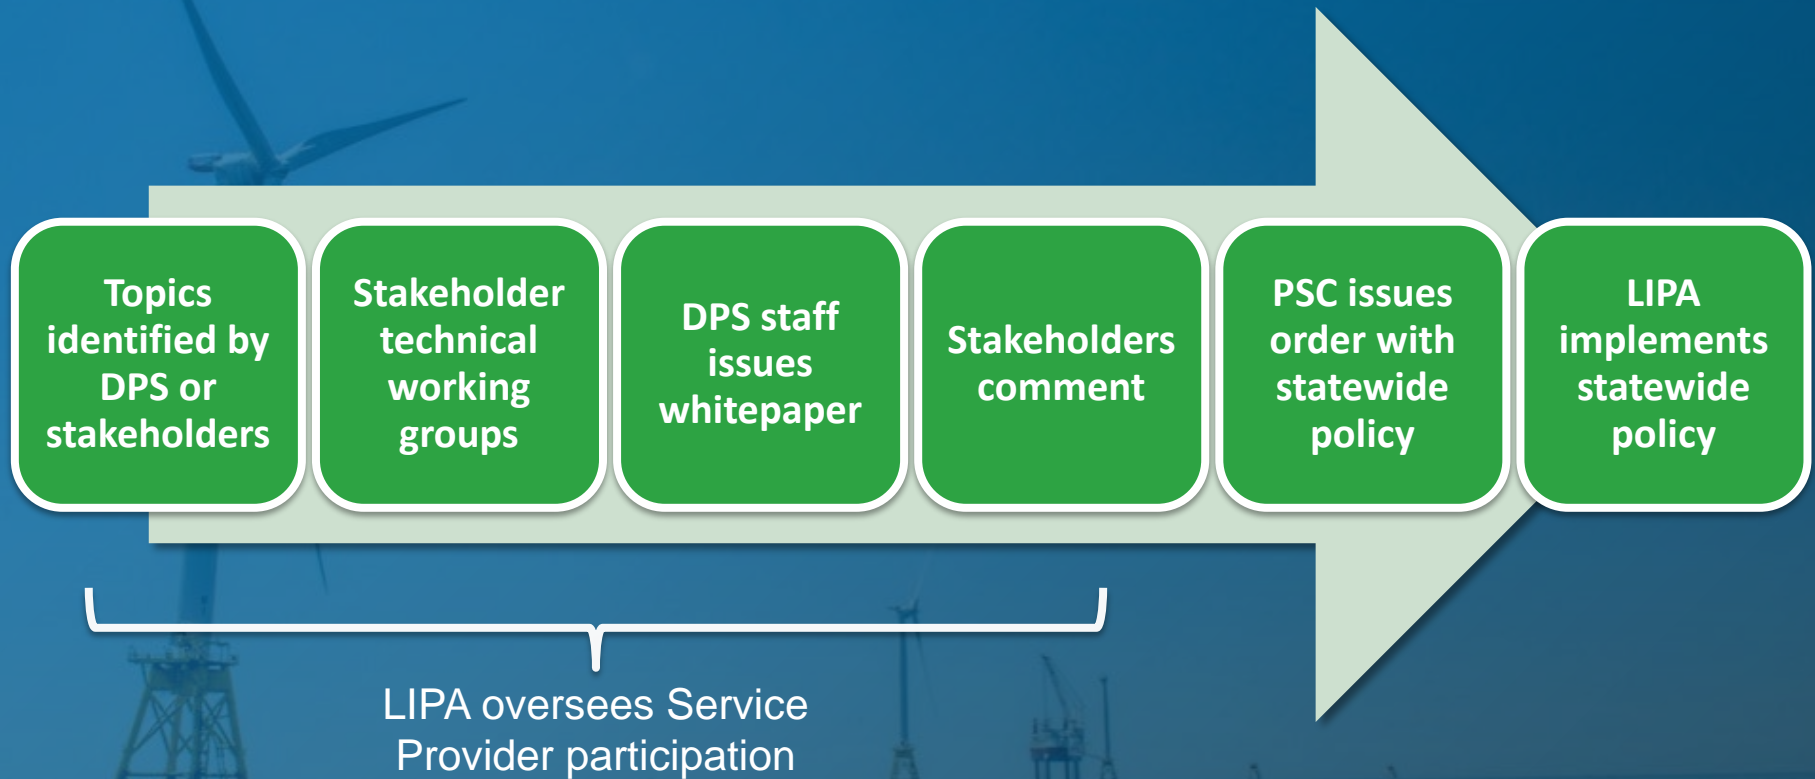 Topics
identified by
DPS or
stakeholders
Stakeholder
technical
working
groups
DPS staff
issues
whitepaper
Stakeholders
comment
PSC issues
order with
statewide
policy
LIPA
implements
statewide
policy
LIPA oversees Service
Provider participation